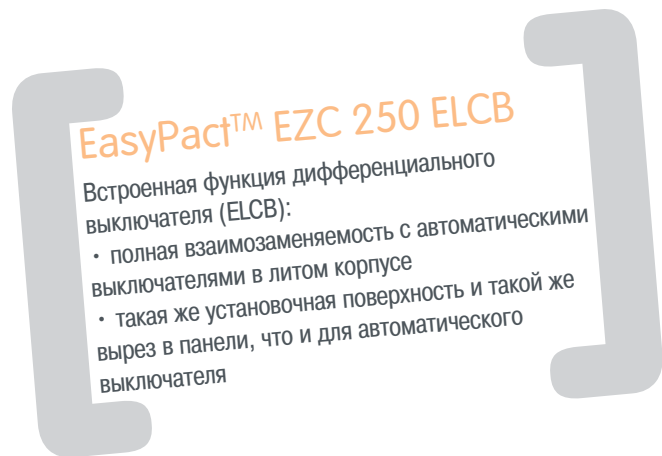 EasyPact™ EZC 250 ELCB
Встроенная функция дифференциального
выключателя (ELCB):
• полная взаимозаменяемость с автоматическими
выключателями в литом корпусе
• такая же установочная поверхность и такой же
вырез в панели, что и для автоматического
выключателя